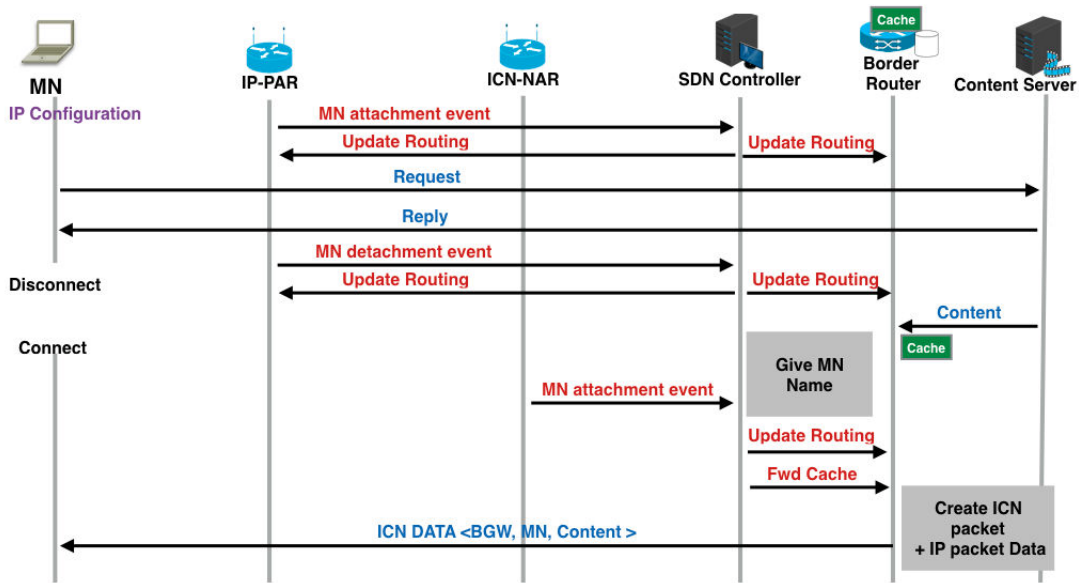 Cache
MN
IP-PAR
ICN-NAR
SDN Controller
Border
Router
Content Server
IP Configuration
MN attachment event
Update Routing
Update Routing
Request
Reply
MN detachment event
Disconnect
Update Routing
Update Routing
Content
Cache
Connect
Give MN
Name
MN attachment event
Update Routing
Fwd Cache
Create ICN
packet
+ IP packet Data
ICN DATA <BGW, MN, Content >